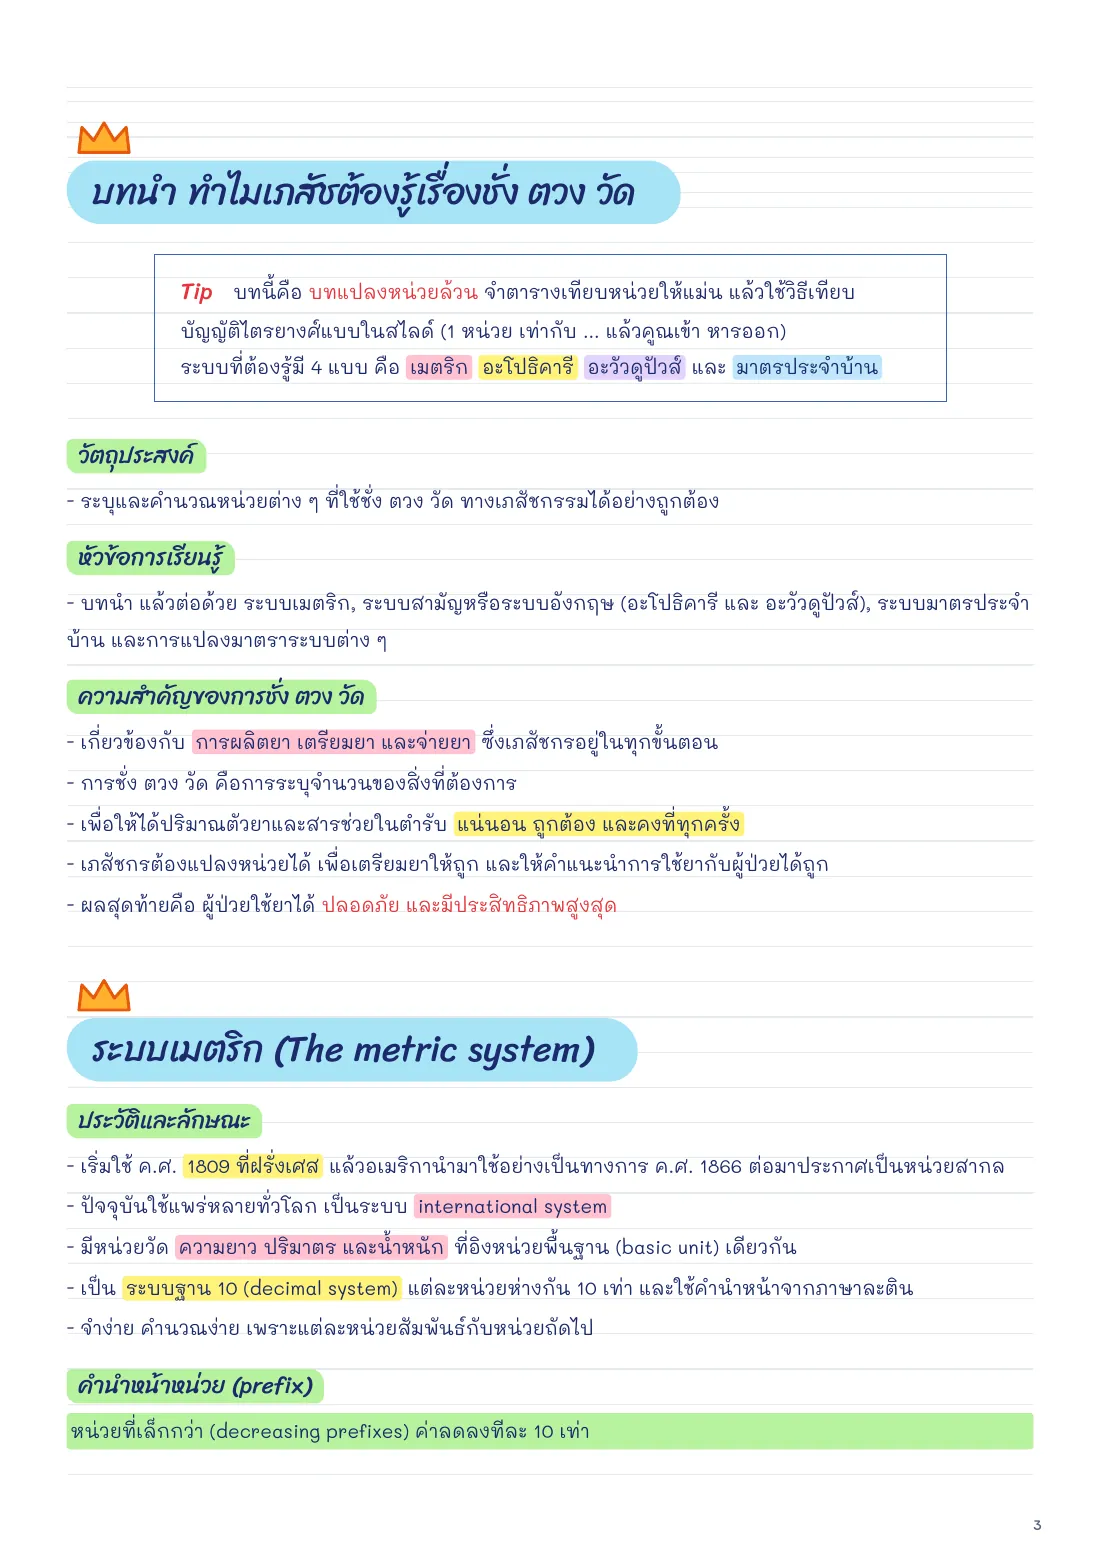 บทนำ ทำไมเภสัชต้องรู้เรื่องชั่ง ตวง วัด
Tip บทนี้คือ บทแปลงหน่วยล้วน จำตารางเทียบหน่วยให้แม่น แล้วใช้วิธีเทียบ
บัญญัติไตรยางศ์แบบในสไลด์ (1 หน่วย เท่ากับ ... แล้วคูณเข้า หารออก)
ระบบที่ต้องรู้มี 4 แบบ คือ เมตริก อะโปธิคารี อะวัวดูปัวส์ และ มาตรประจำบ้าน
วัตถุประสงค์
- ระบุและคำนวณหน่วยต่าง ๆ ที่ใช้ชั่ง ตวง วัด ทางเภสัชกรรมได้อย่างถูกต้อง
หัวข้อการเรียนรู้
- บทนำ แล้วต่อด้วย ระบบเมตริก, ระบบสามัญหรือระบบอังกฤษ (อะโปธิคารี และ อะวัวดูปัวส์), ระบบมาตรประจำ
บ้าน และการแปลงมาตราระบบต่าง ๆ
ความสำคัญของการชั่ง ตวง วัด
- เกี่ยวข้องกับ การผลิตยา เตรียมยา และจ่ายยา ซึ่งเภสัชกรอยู่ในทุกขั้นตอน
- การชั่ง ตวง วัด คือการระบุจำนวนของสิ่งที่ต้องการ
- เพื่อให้ได้ปริมาณตัวยาและสารช่วยในตำรับ แน่นอน ถูกต้อง และคงที่ทุกครั้ง
- เภสัชกรต้องแปลงหน่วยได้ เพื่อเตรียมยาให้ถูก และให้คำแนะนำการใช้ยากับผู้ป่วยได้ถูก
- ผลสุดท้ายคือ ผู้ป่วยใช้ยาได้ ปลอดภัย และมีประสิทธิภาพสูงสุด
ระบบเมตริก (The metric system)
ประวัติและลักษณะ
- เริ่มใช้ ค.ศ. 1809 ที่ฝรั่งเศส แล้วอเมริกานำมาใช้อย่างเป็นทางการ ค.ศ. 1866 ต่อมาประกาศเป็นหน่วยสากล
- ปัจจุบันใช้แพร่หลายทั่วโลก เป็นระบบ international system
- มีหน่วยวัด ความยาว ปริมาตร และน้ำหนัก ที่อิงหน่วยพื้นฐาน (basic unit) เดียวกัน
- เป็น ระบบฐาน 10 (decimal system) แต่ละหน่วยห่างกัน 10 เท่า และใช้คำนำหน้าจากภาษาละติน
- จำง่าย คำนวณง่าย เพราะแต่ละหน่วยสัมพันธ์กับหน่วยถัดไป
คำนำหน้าหน่วย (prefix)
หน่วยที่เล็กกว่า (decreasing prefixes) ค่าลดลงทีละ 10 เท่า
3